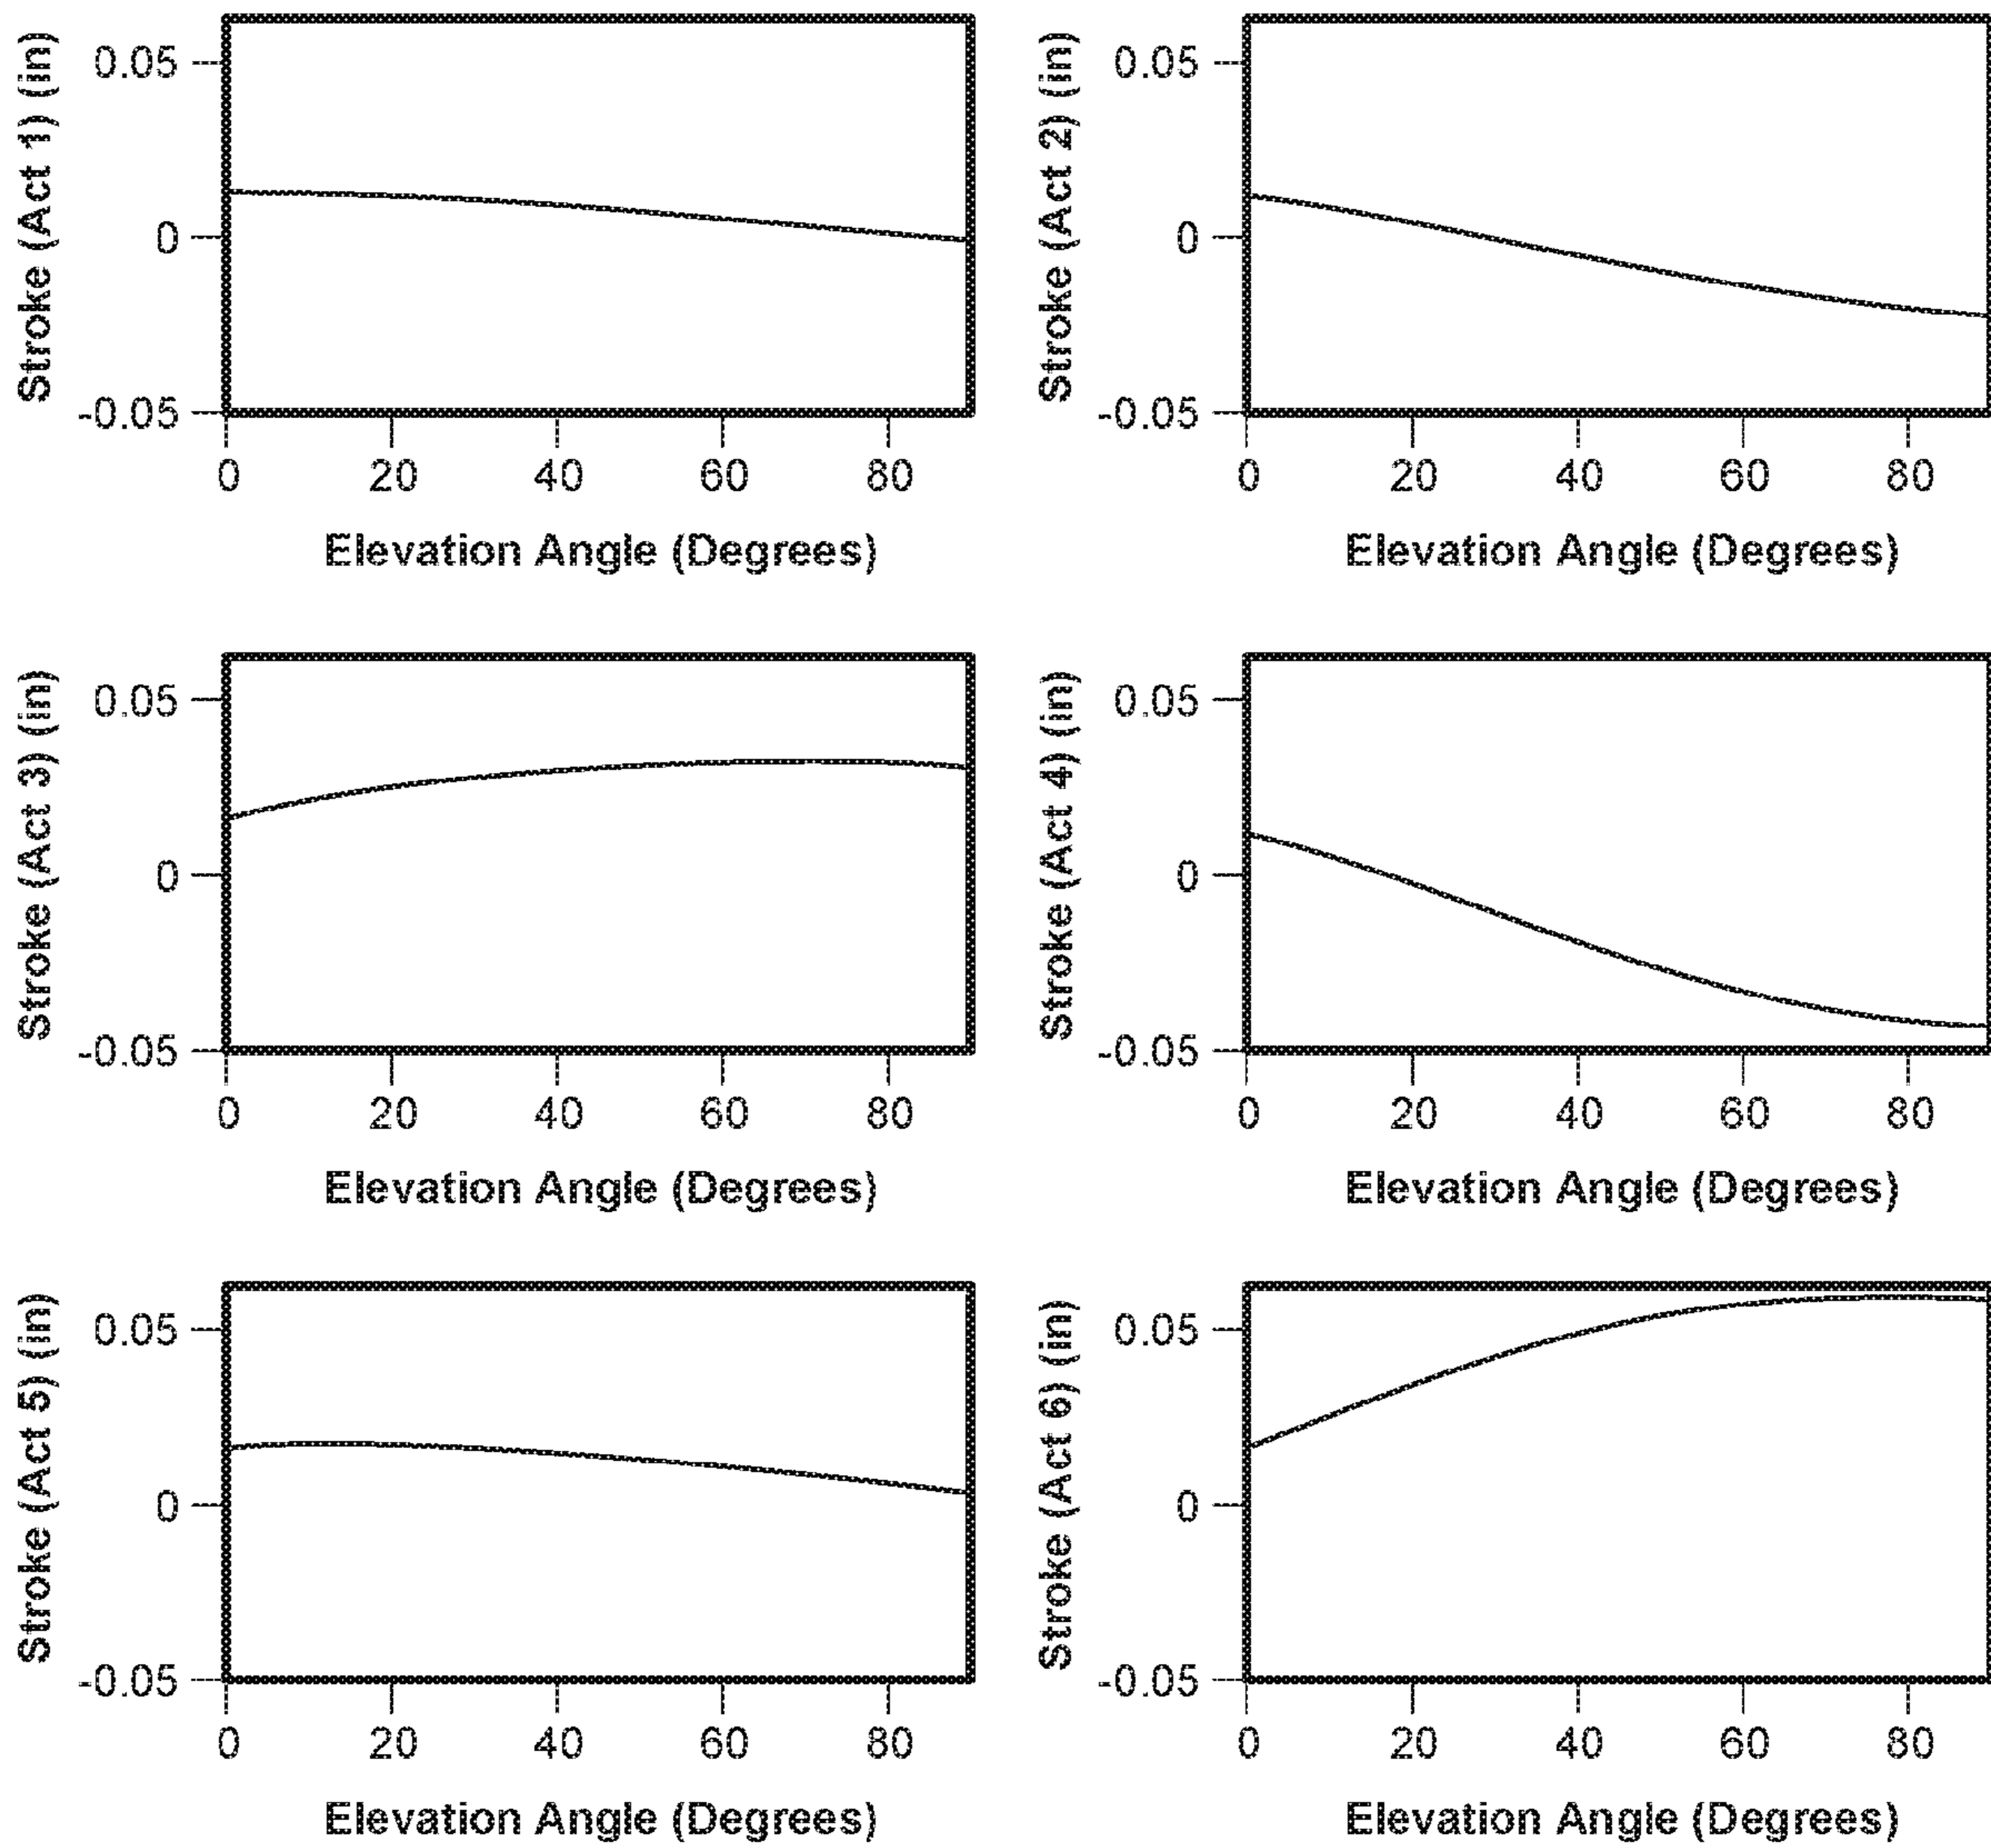 Stroke (Act 1) (in)
0.05
0
-0.05
0 20 40 60 80
Elevation Angle (Degrees)
Stroke (Act 2) (in)
0.05
0
-0.05
0 20 40 60 80
Elevation Angle (Degrees)
Stroke (Act 3) (in)
0.05
0
-0.05
0 20 40 60 80
Elevation Angle (Degrees)
Stroke (Act 4) (in)
0.05
0
-0.05
0 20 40 60 80
Elevation Angle (Degrees)
Stroke (Act 5) (in)
0.05
0
-0.05
0 20 40 60 80
Elevation Angle (Degrees)
Stroke (Act 6) (in)
0.05
0
-0.05
0 20 40 60 80
Elevation Angle (Degrees)